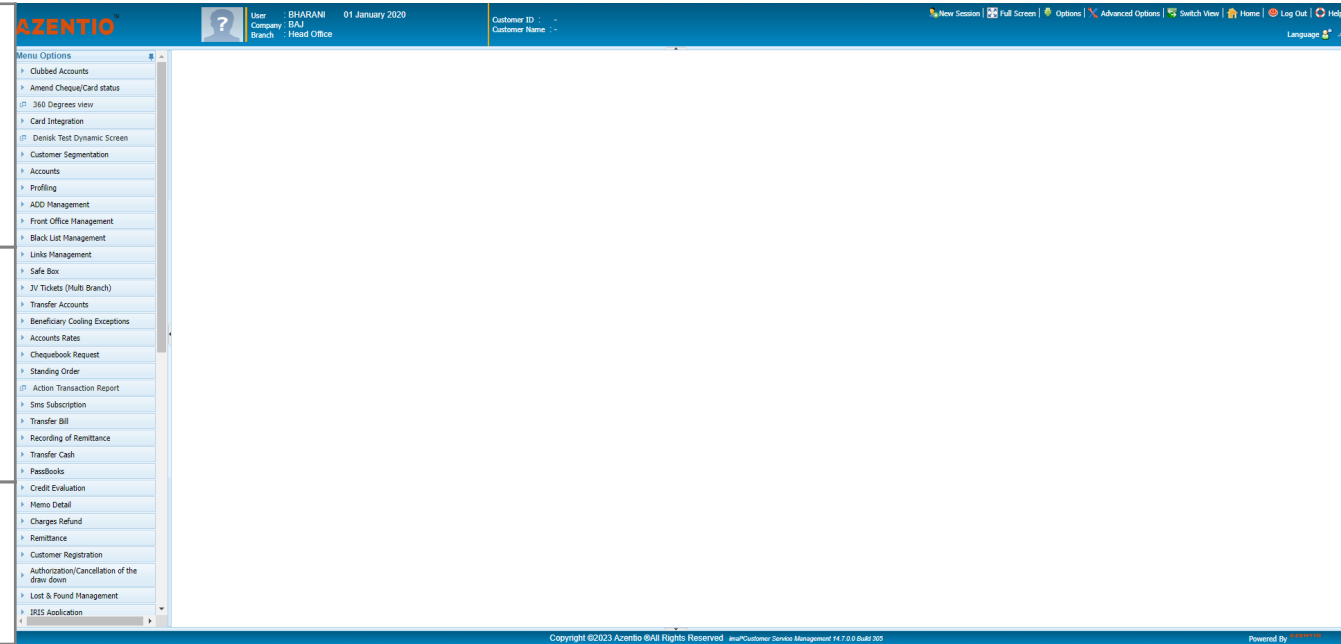 AZENTIO™
User : BHARANI 01 January 2020
Company : BAJ
Branch : Head Office
Customer ID : -
Customer Name : -
New Session | Full Screen | Options | Advanced Options | Switch View | Home | Log Out | Help
Language
Menu Options
Clubbed Accounts
Amend Cheque/Card status
360 Degrees view
Card Integration
Denisk Test Dynamic Screen
Customer Segmentation
Accounts
Profiling
ADD Management
Front Office Management
Black List Management
Links Management
Safe Box
JV Tickets (Multi Branch)
Transfer Accounts
Beneficiary Cooling Exceptions
Accounts Rates
Chequebook Request
Standing Order
Action Transaction Report
Sms Subscription
Transfer Bill
Recording of Remittance
Transfer Cash
PassBooks
Credit Evaluation
Memo Detail
Charges Refund
Remittance
Customer Registration
Authorization/Cancellation of the
draw down
Lost & Found Management
IRIS Application
Copyright ©2023 Azentio ®All Rights Reserved imal®Customer Service Management 14.7.0.0 Build 305
Powered By AZENTIO